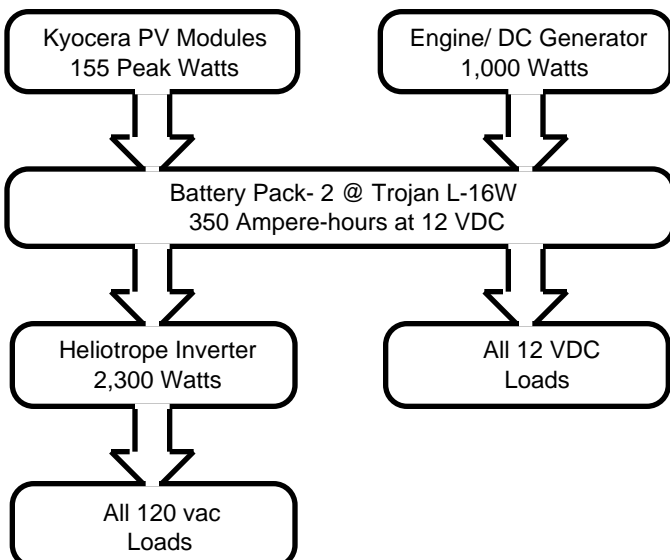 Kyocera PV Modules
155 Peak Watts
Engine/ DC Generator
1,000 Watts
Battery Pack- 2 @ Trojan L-16W
350 Ampere-hours at 12 VDC
Heliotrope Inverter
2,300 Watts
All 12 VDC
Loads
All 120 vac
Loads